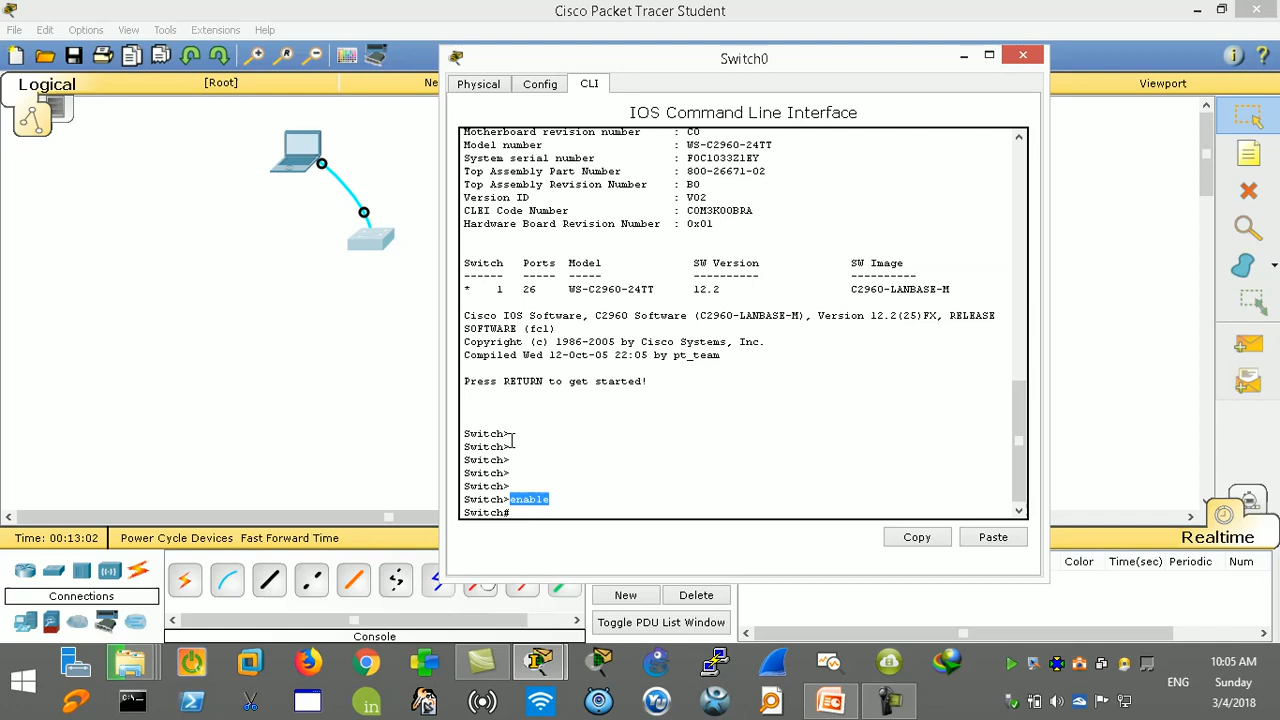 Cisco Packet Tracer Student
File Edit Options View Tools Extensions Help
Logical
[Root]
Ne
Viewport
Switch0
Physical Config CLI
IOS Command Line Interface
Motherboard revision number : C0
Model number : WS-C2960-24TT
System serial number : FOC1033Z1EY
Top Assembly Part Number : 800-26671-02
Top Assembly Revision Number : B0
Version ID : V02
CLEI Code Number : COM3K00BRA
Hardware Board Revision Number : 0x01
Switch Ports Model SW Version SW Image
------ ----- ----- ---------- ----------
* 1 26 WS-C2960-24TT 12.2 C2960-LANBASE-M
Cisco IOS Software, C2960 Software (C2960-LANBASE-M), Version 12.2(25)FX, RELEASE
SOFTWARE (fc1)
Copyright (c) 1986-2005 by Cisco Systems, Inc.
Compiled Wed 12-Oct-05 22:05 by pt_team
Press RETURN to get started!
Switch>
Switch>
Switch>
Switch>
Switch>
Switch>enable
Switch#
Copy Paste
Time: 00:13:02 Power Cycle Devices Fast Forward Time
Realtime
Connections
New Delete
Toggle PDU List Window
Color Time(sec) Periodic Num
Console
10:05 AM
ENG Sunday
3/4/2018